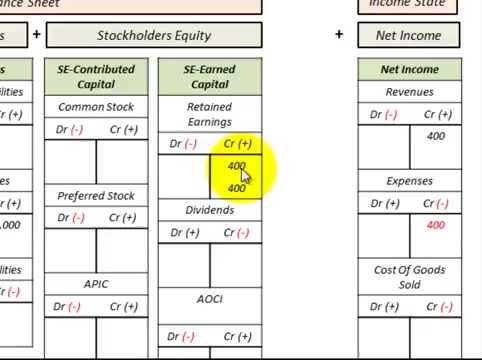 ance Sheet
Income State
s + Stockholders Equity + Net Income
s
SE-Contributed
Capital
SE-Earned
Capital
Net Income
ilities
Common Stock
Retained
Earnings
Revenues
Cr (+)
Dr (-) Cr (+)
Dr (-) Cr (+)
Dr (-) Cr (+)
400
400
400
es
Preferred Stock
Dividends
Expenses
Cr (+)
Dr (-) Cr (+)
Dr (+) Cr (-)
Dr (+) Cr (-)
,000
400
ilities
APIC
AOCI
Cost Of Goods
Sold
Cr (-)
Dr (-) Cr (+)
Dr (-) Cr (+)
Dr (+) Cr (-)